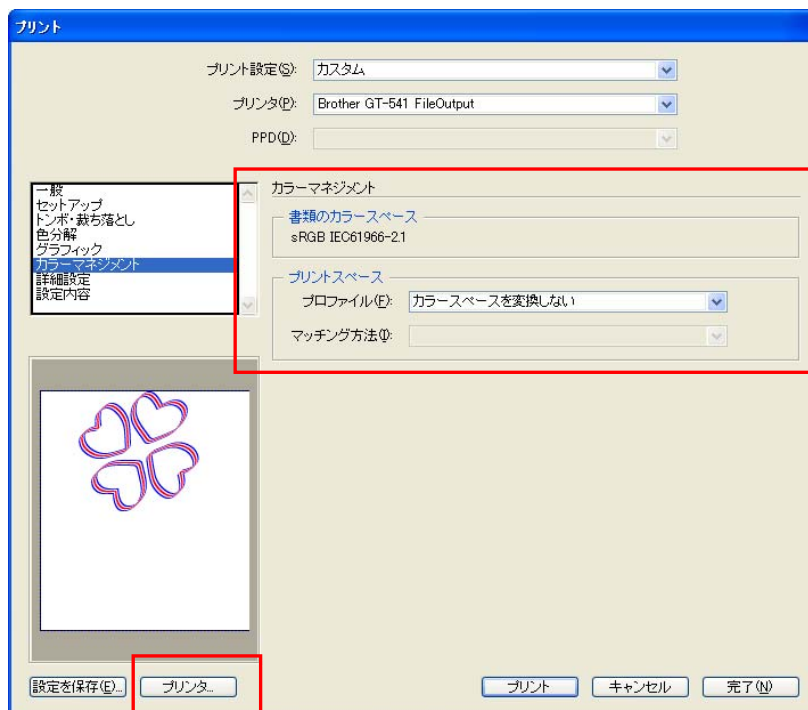 プリント
プリント設定(S): カスタム
プリンタ(P): Brother GT-541 FileOutput
PPD(D):
一般
セットアップ
トンボ・裁ち落とし
色分解
グラフィック
カラーマネジメント
詳細設定
設定内容
カラーマネジメント
書類のカラースペース
sRGB IEC61966-2.1
プリントスペース
プロファイル(F): カラースペースを変換しない
マッチング方法(I):
設定を保存(E)...
プリンタ...
プリント
キャンセル
完了(N)